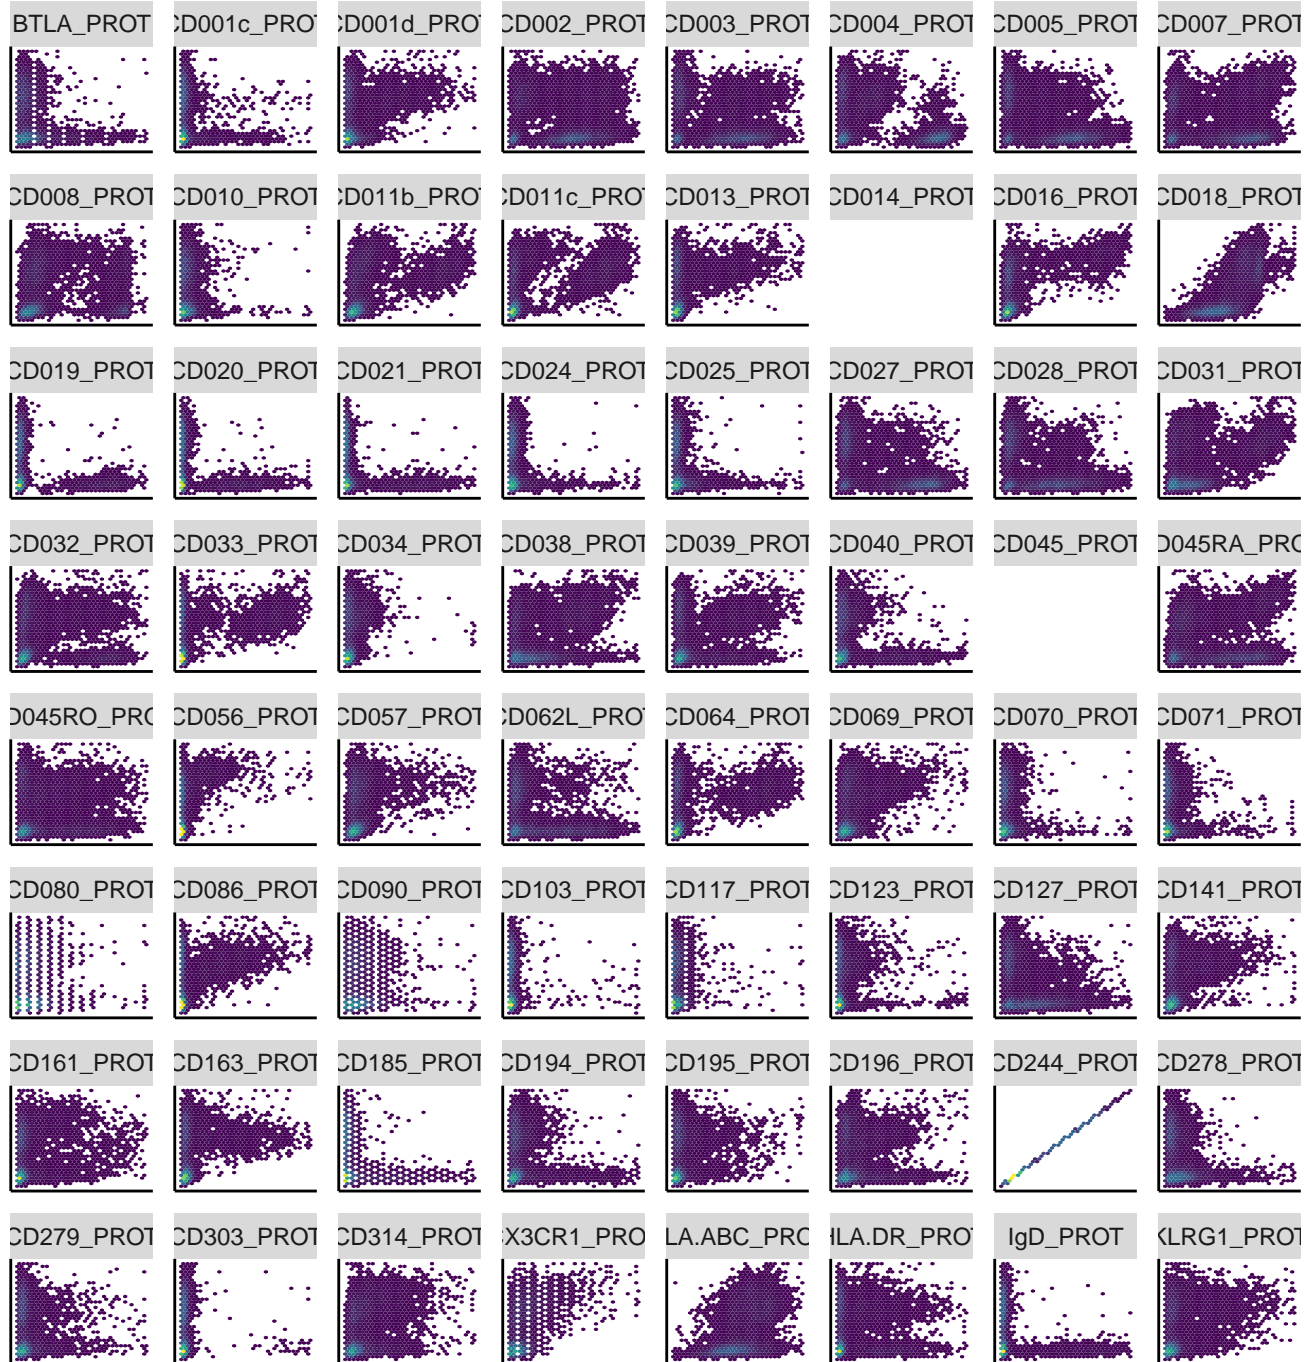 BTLA_PROT CD001c_PROT CD001d_PROT CD002_PROT CD003_PROT CD004_PROT CD005_PROT CD007_PROT
CD008_PROT CD010_PROT CD011b_PROT CD011c_PROT CD013_PROT CD014_PROT CD016_PROT CD018_PROT
CD019_PROT CD020_PROT CD021_PROT CD024_PROT CD025_PROT CD027_PROT CD028_PROT CD031_PROT
CD032_PROT CD033_PROT CD034_PROT CD038_PROT CD039_PROT CD040_PROT CD045_PROT D045RA_PRO
D045RO_PRO CD056_PROT CD057_PROT CD062L_PROT CD064_PROT CD069_PROT CD070_PROT CD071_PROT
CD080_PROT CD086_PROT CD090_PROT CD103_PROT CD117_PROT CD123_PROT CD127_PROT CD141_PROT
CD161_PROT CD163_PROT CD185_PROT CD194_PROT CD195_PROT CD196_PROT CD244_PROT CD278_PROT
CD279_PROT CD303_PROT CD314_PROT CX3CR1_PRO LA.ABC_PRO HLA.DR_PROT IgD_PROT KLRG1_PROT